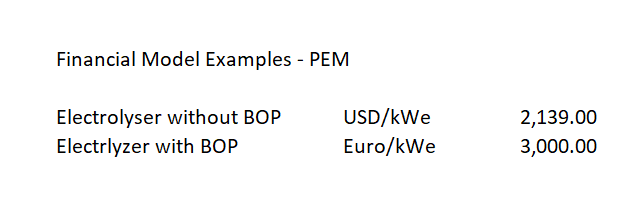 Financial Model Examples - PEM
Electrolyser without BOP USD/kWe 2,139.00
Electrlyzer with BOP Euro/kWe 3,000.00